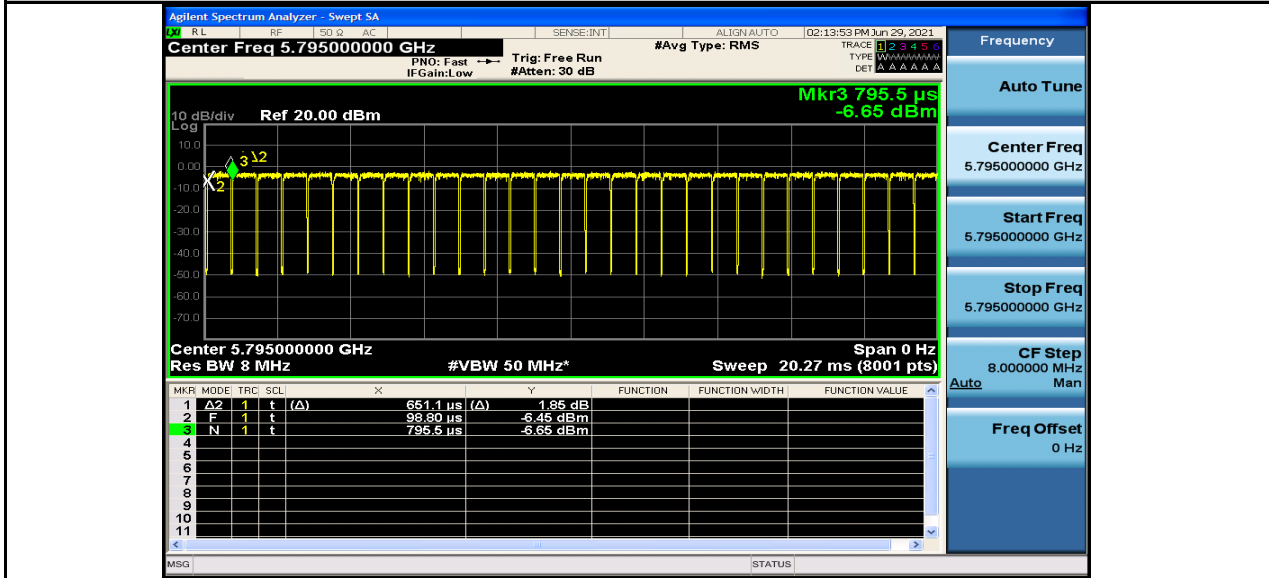 Agilent Spectrum Analyzer - Swept SA
LXI RL RF 50 Ω AC SENSE:INT ALIGN AUTO 02:13:53 PM Jun 29, 2021
Center Freq 5.795000000 GHz #Avg Type: RMS TRACE 1 2 3 4 5 6
PNO: Fast Trig: Free Run TYPE WWWWWW
IFGain:Low #Atten: 30 dB DET A A A A A A
Mkr3 795.5 µs
-6.65 dBm
10 dB/div Ref 20.00 dBm
Log
10.0
0.00
-10.0
-20.0
-30.0
-40.0
-50.0
-60.0
-70.0
3 Δ2
X2
Center 5.795000000 GHz Span 0 Hz
Res BW 8 MHz #VBW 50 MHz* Sweep 20.27 ms (8001 pts)
MKR MODE TRC SCL X Y FUNCTION FUNCTION WIDTH FUNCTION VALUE
1 Δ2 1 t (Δ) 651.1 µs (Δ) 1.85 dB
2 F 1 t 98.80 µs -6.45 dBm
3 N 1 t 795.5 µs -6.65 dBm
4
5
6
7
8
9
10
11
MSG STATUS
Frequency
Auto Tune
Center Freq
5.795000000 GHz
Start Freq
5.795000000 GHz
Stop Freq
5.795000000 GHz
CF Step
8.000000 MHz
Auto Man
Freq Offset
0 Hz